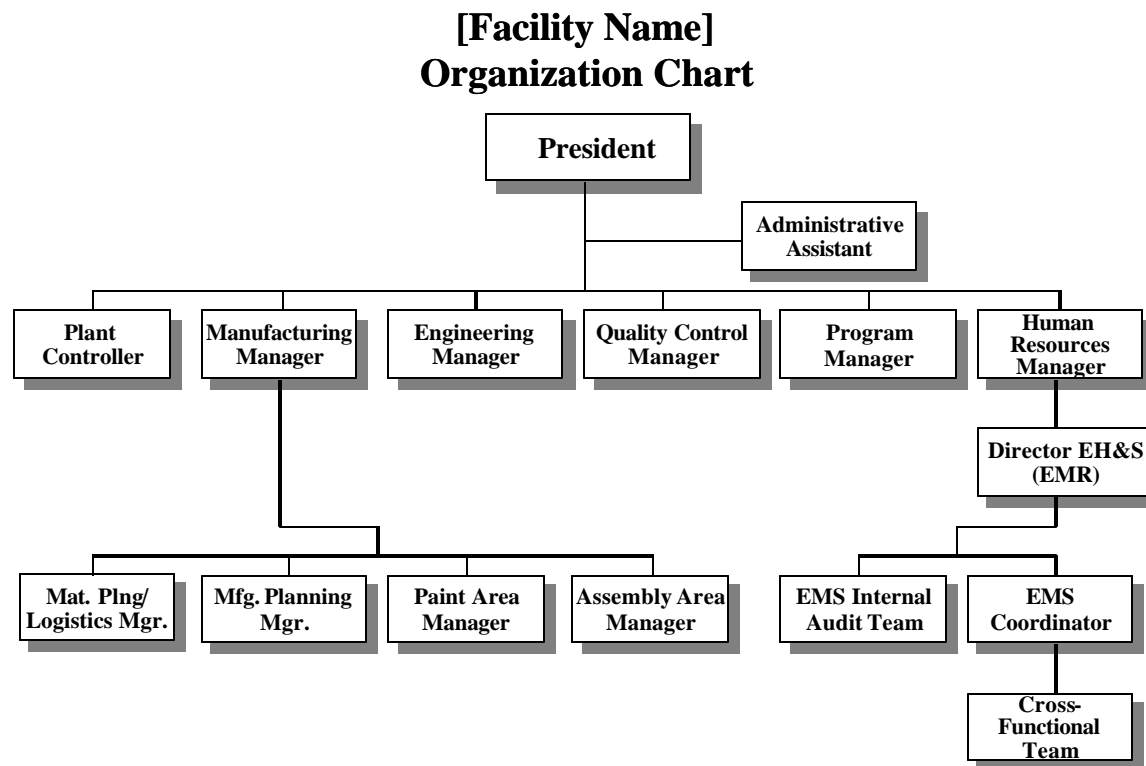 [Facility Name]
Organization Chart
President
Administrative
Assistant
Plant
Controller
Manufacturing
Manager
Engineering
Manager
Quality Control
Manager
Program
Manager
Human
Resources
Manager
Director EH&S
(EMR)
Mat. Plng/
Logistics Mgr.
Mfg. Planning
Mgr.
Paint Area
Manager
Assembly Area
Manager
EMS Internal
Audit Team
EMS
Coordinator
Cross-
Functional
Team